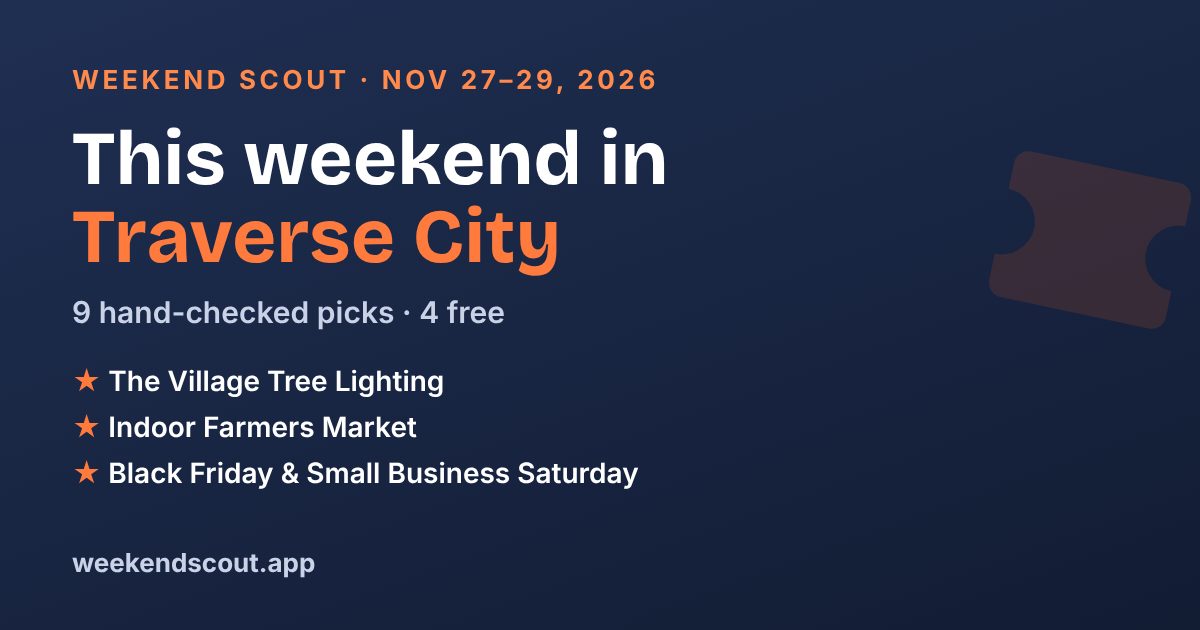 WEEKEND SCOUT · NOV 27–29, 2026
This weekend in
Traverse City
9 hand-checked picks · 4 free
★ The Village Tree Lighting
★ Indoor Farmers Market
★ Black Friday & Small Business Saturday
weekendscout.app